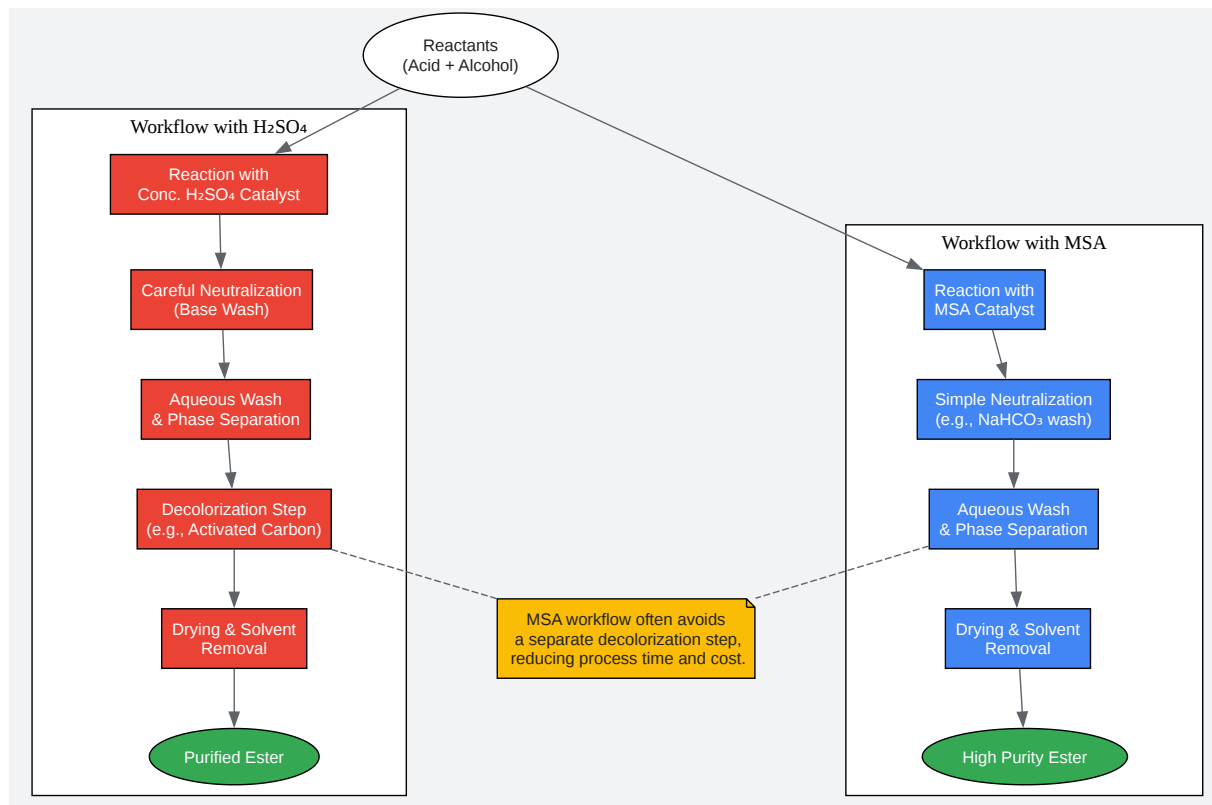 Reactants
(Acid + Alcohol)
Workflow with H₂SO₄
Reaction with
Conc. H₂SO₄ Catalyst
Careful Neutralization
(Base Wash)
Aqueous Wash
& Phase Separation
Decolorization Step
(e.g., Activated Carbon)
Drying & Solvent
Removal
Purified Ester
Workflow with MSA
Reaction with
MSA Catalyst
Simple Neutralization
(e.g., NaHCO₃ wash)
Aqueous Wash
& Phase Separation
Drying & Solvent
Removal
High Purity Ester
MSA workflow often avoids
a separate decolorization step,
reducing process time and cost.